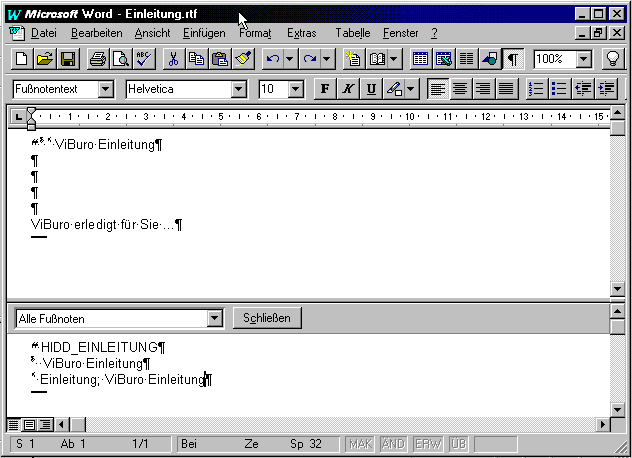 Microsoft Word - Einleitung.rtf
Datei Bearbeiten Ansicht Einfügen Format Extras Tabelle Fenster ?
ABC 100%
Fußnotentext Helvetica 10 F K U
L 1 2 3 4 5 6 7 8 9 10 11 12 13 14 15
#·$·K·ViBuro·Einleitung¶
¶
¶
¶
¶
ViBuro·erledigt·für·Sie·...¶
Alle Fußnoten Schließen
#·HIDD_EINLEITUNG¶
$··ViBuro·Einleitung¶
K·Einleitung;·ViBuro·Einleitung¶
S 1 Ab 1 1/1 Bei Ze Sp 32 MAK ÄND ERW ÜB